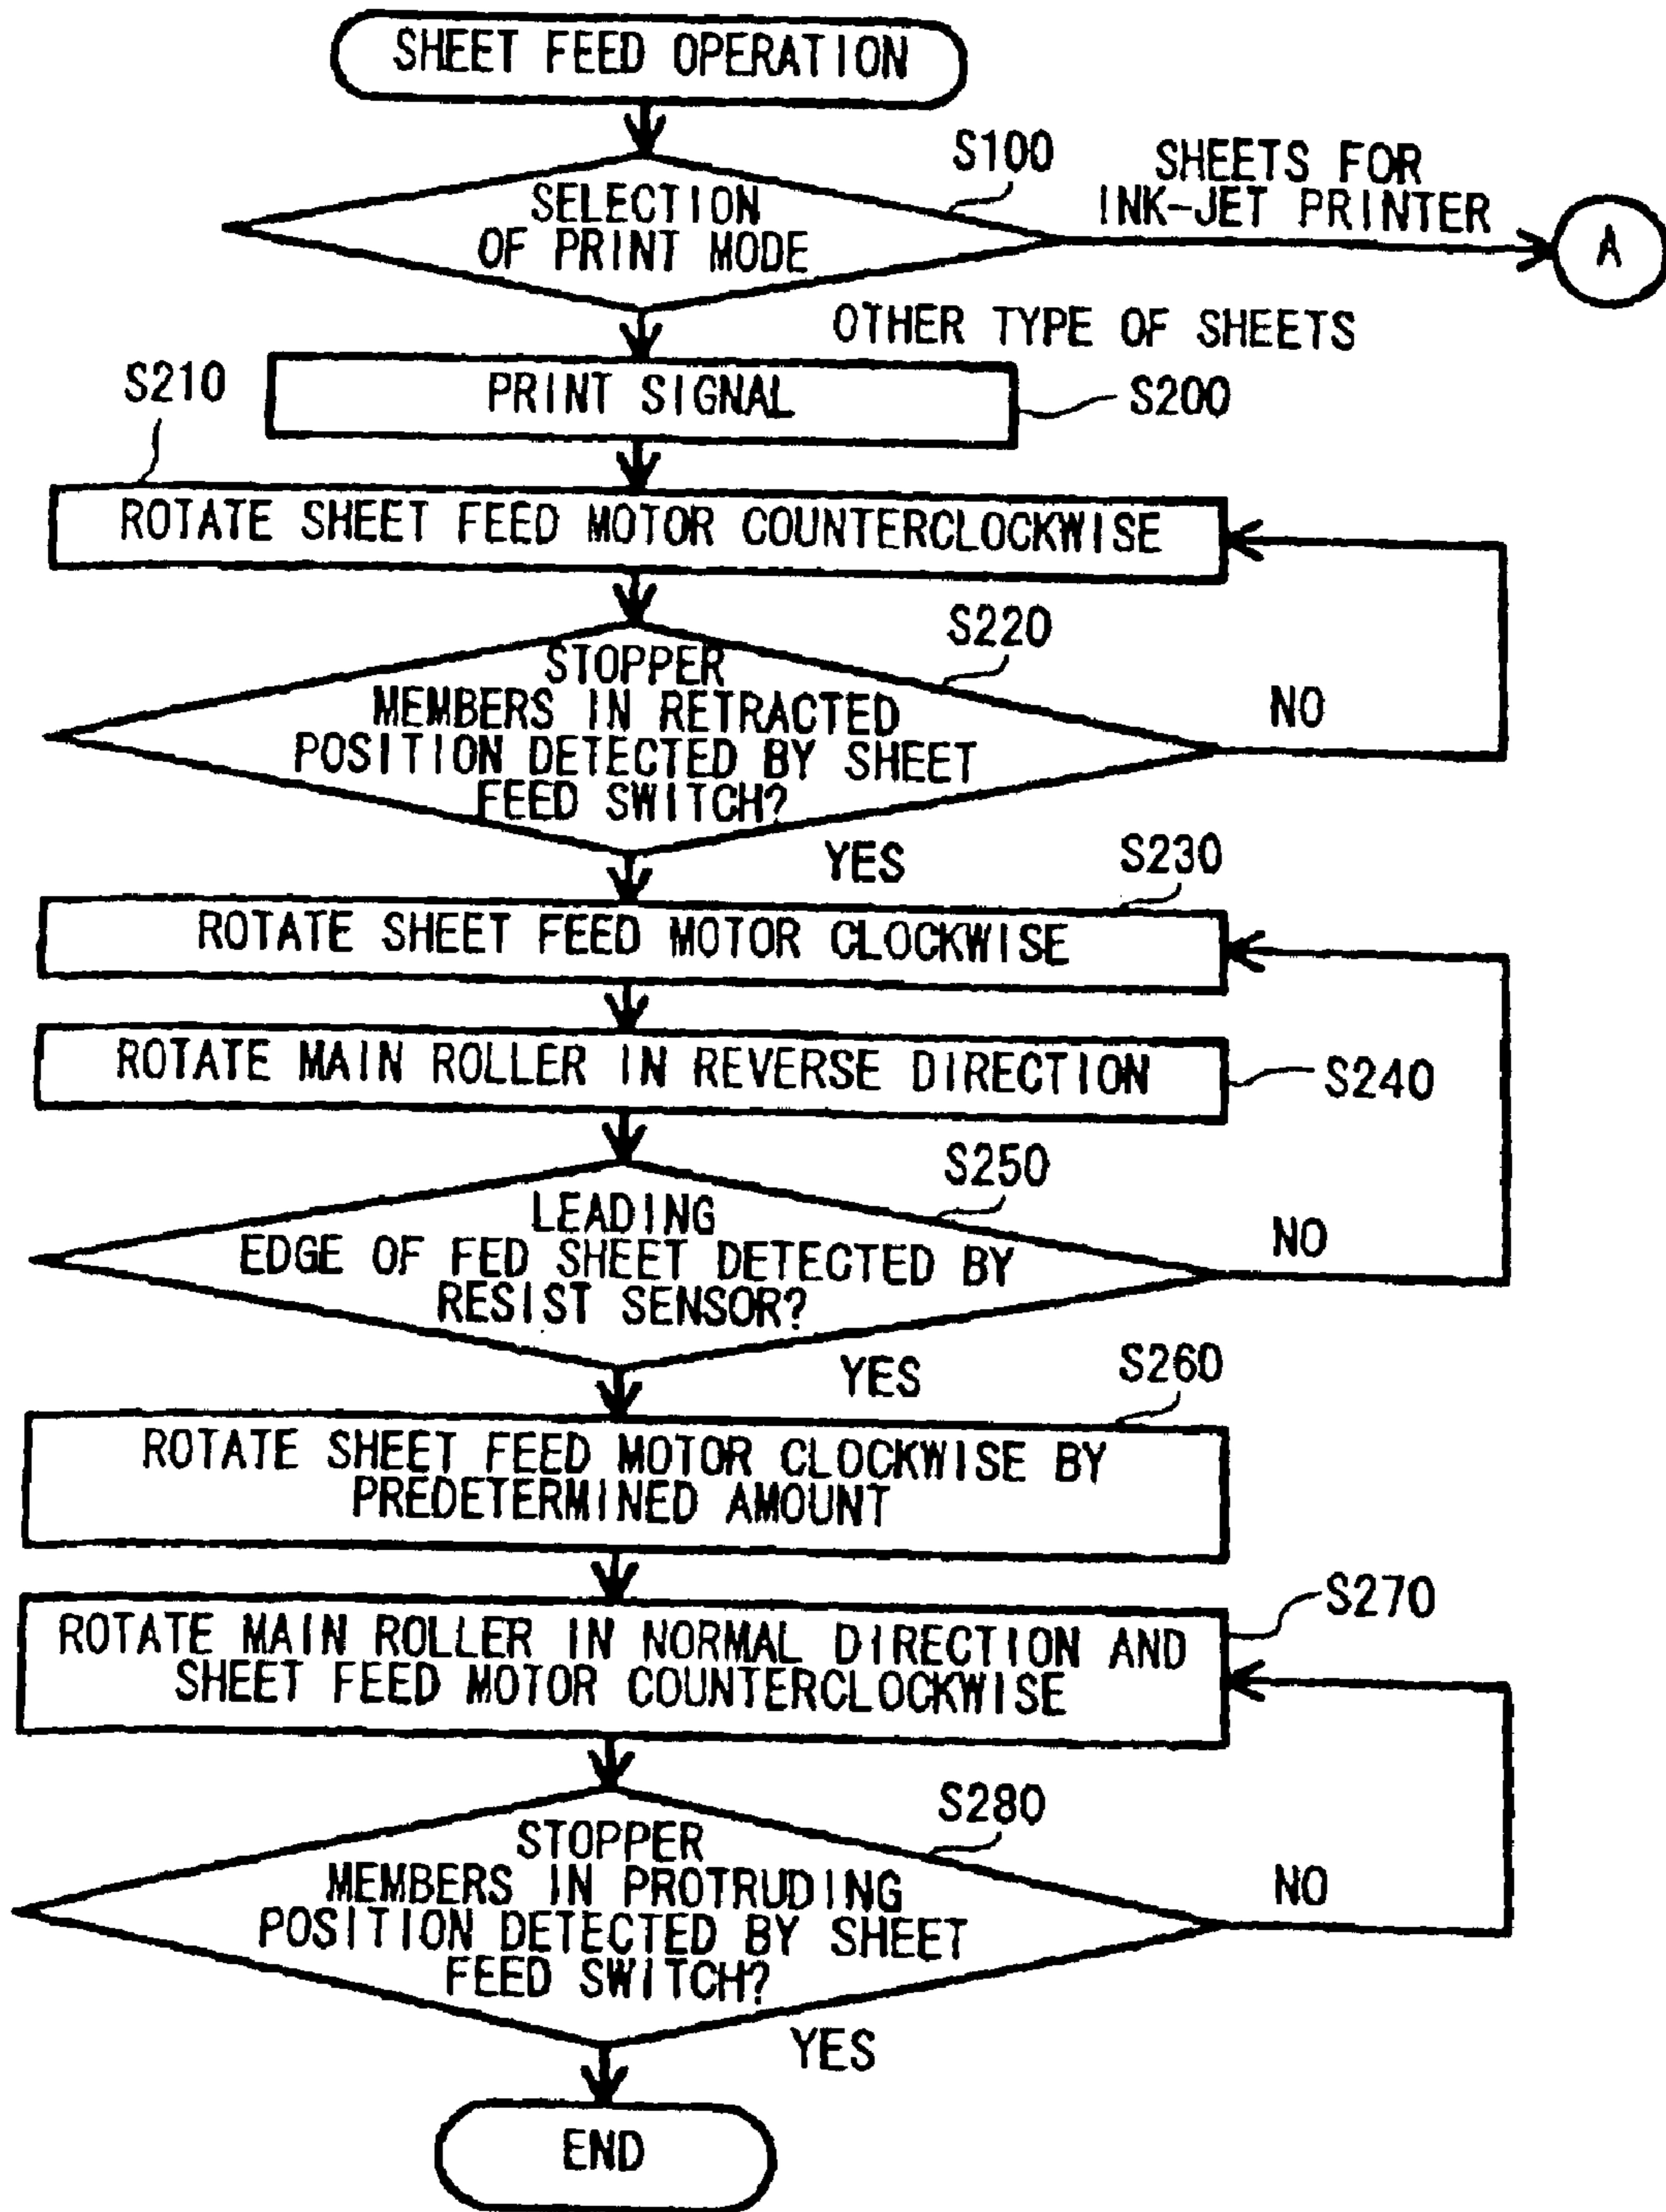 SHEET FEED OPERATION
S100
SELECTION
OF PRINT MODE
SHEETS FOR
INK-JET PRINTER
A
OTHER TYPE OF SHEETS
PRINT SIGNAL
S200
S210
ROTATE SHEET FEED MOTOR COUNTERCLOCKWISE
S220
STOPPER
MEMBERS IN RETRACTED
POSITION DETECTED BY SHEET
FEED SWITCH?
NO
YES
S230
ROTATE SHEET FEED MOTOR CLOCKWISE
ROTATE MAIN ROLLER IN REVERSE DIRECTION
S240
S250
LEADING
EDGE OF FED SHEET DETECTED BY
RESIST SENSOR?
NO
YES
S260
ROTATE SHEET FEED MOTOR CLOCKWISE BY
PREDETERMINED AMOUNT
S270
ROTATE MAIN ROLLER IN NORMAL DIRECTION AND
SHEET FEED MOTOR COUNTERCLOCKWISE
S280
STOPPER
MEMBERS IN PROTRUDING
POSITION DETECTED BY SHEET
FEED SWITCH?
NO
YES
END